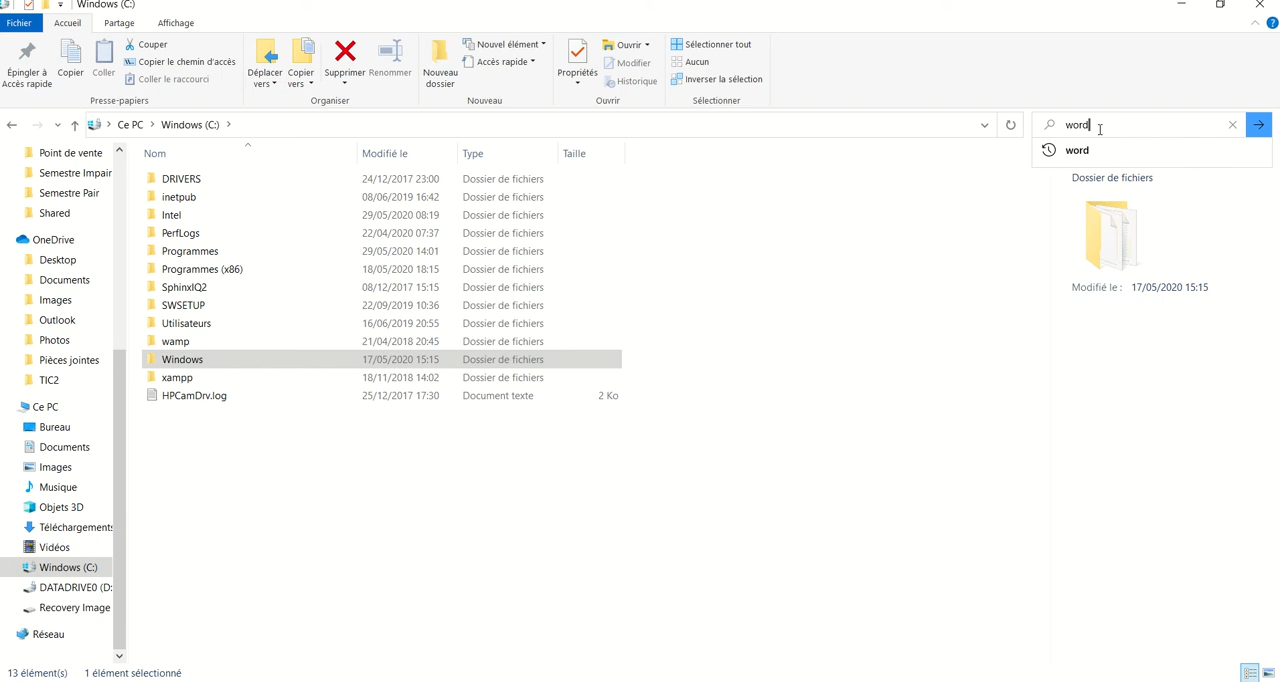 Windows (C:)
Fichier Accueil Partage Affichage
Épingler à Accès rapide
Copier
Coller
Couper
Copier le chemin d'accès
Coller le raccourci
Presse-papiers
Déplacer vers
Copier vers
Supprimer
Renommer
Organiser
Nouveau dossier
Nouvel élément
Accès rapide
Nouveau
Propriétés
Ouvrir
Modifier
Historique
Ouvrir
Sélectionner tout
Aucun
Inverser la sélection
Sélectionner
Ce PC > Windows (C:) >
word
word
Point de vente
Semestre Impair
Semestre Pair
Shared
OneDrive
Desktop
Documents
Images
Outlook
Photos
Pièces jointes
TIC2
Ce PC
Bureau
Documents
Images
Musique
Objets 3D
Téléchargements
Vidéos
Windows (C:)
DATADRIVE0 (D:
Recovery Image
Réseau
Nom Modifié le Type Taille
DRIVERS 24/12/2017 23:00 Dossier de fichiers
inetpub 08/06/2019 16:42 Dossier de fichiers
Intel 29/05/2020 08:19 Dossier de fichiers
PerfLogs 22/04/2020 07:37 Dossier de fichiers
Programmes 29/05/2020 14:01 Dossier de fichiers
Programmes (x86) 18/05/2020 18:15 Dossier de fichiers
SphinxIQ2 08/12/2017 15:15 Dossier de fichiers
SWSETUP 22/09/2019 10:36 Dossier de fichiers
Utilisateurs 16/06/2019 20:55 Dossier de fichiers
wamp 21/04/2018 20:45 Dossier de fichiers
Windows 17/05/2020 15:15 Dossier de fichiers
xampp 18/11/2018 14:02 Dossier de fichiers
HPCamDrv.log 25/12/2017 17:30 Document texte 2 Ko
Dossier de fichiers
Modifié le : 17/05/2020 15:15
13 élément(s) 1 élément sélectionné